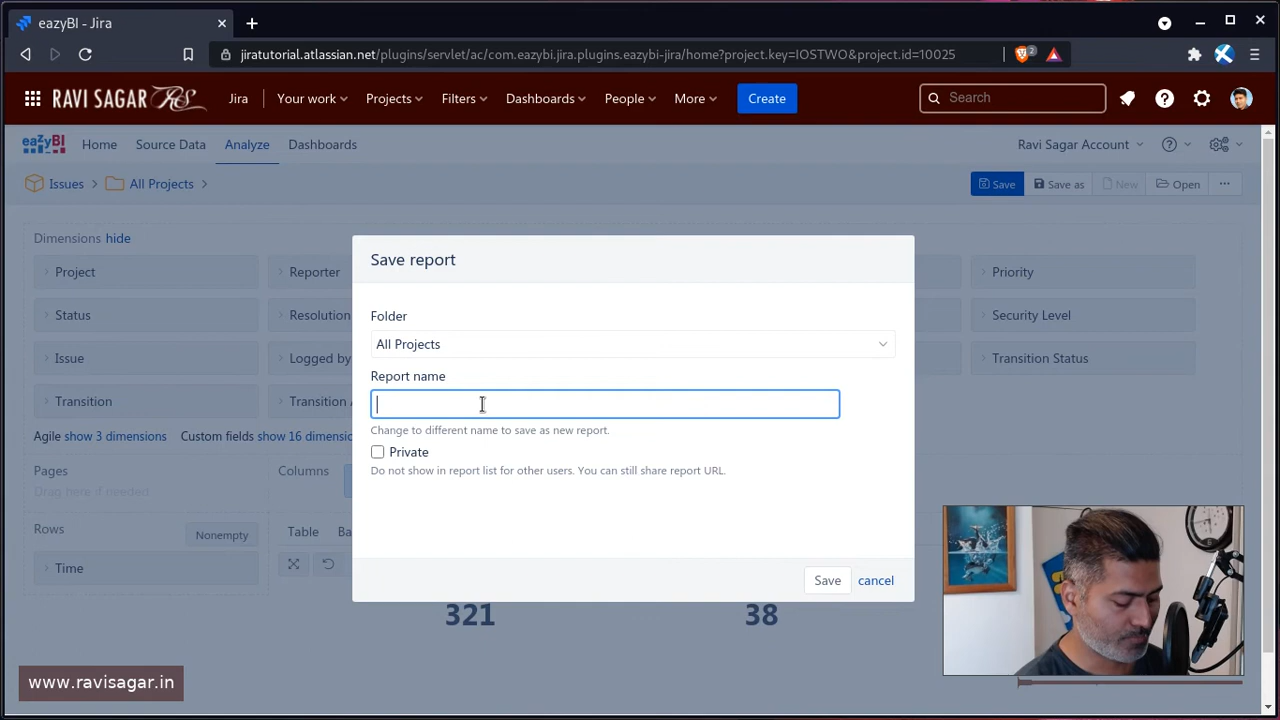 eazyBI - Jira
jiratutorial.atlassian.net/plugins/servlet/ac/com.eazybi.jira.plugins.eazybi-jira/home?project.key=IOSTWO&project.id=10025
2
RAVI SAGAR RS
Jira
Your work
Projects
Filters
Dashboards
People
More
Create
Search
eazyBI
Home
Source Data
Analyze
Dashboards
Ravi Sagar Account
Issues
All Projects
Save
Save as
New
Open
Dimensions hide
Project
Reporter
Priority
Status
Resolution
Security Level
Issue
Logged by
Transition Status
Transition
Transition
Agile show 3 dimensions
Custom fields show 16 dimensi
Pages
Drag here if needed
Columns
Rows
Nonempty
Time
Table
Ba
321
38
Save report
Folder
All Projects
Report name
Change to different name to save as new report.
Private
Do not show in report list for other users. You can still share report URL.
Save
cancel
www.ravisagar.in